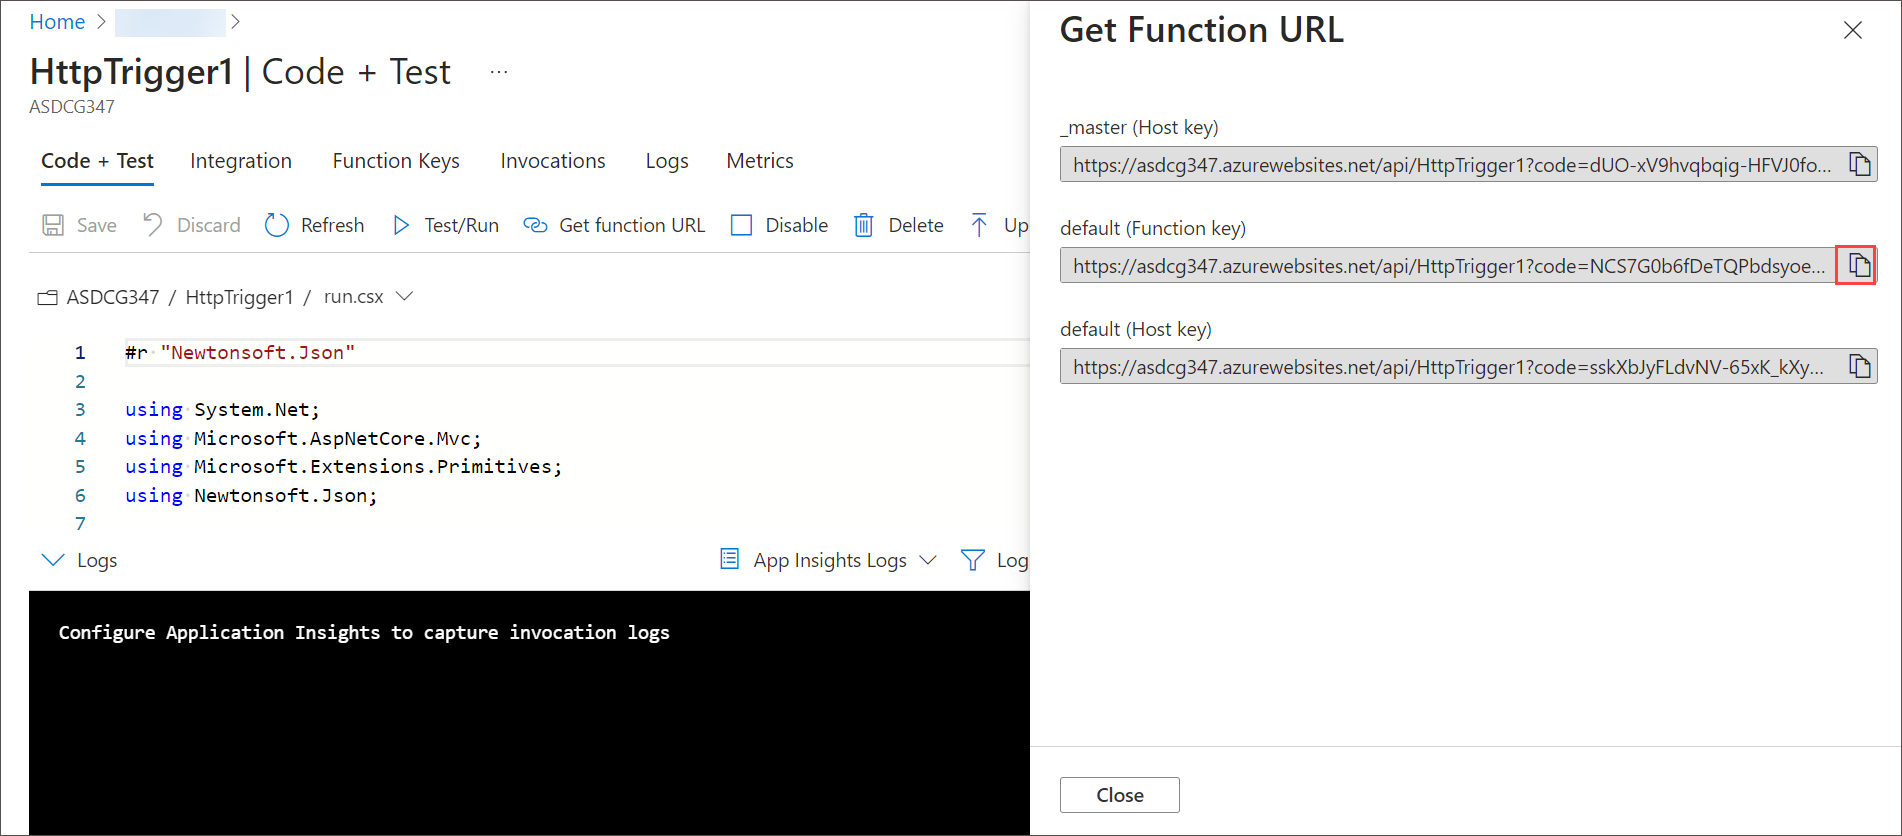 Home
HttpTrigger1 | Code + Test ...
ASDCG347
Code + Test Integration Function Keys Invocations Logs Metrics
Save Discard Refresh Test/Run Get function URL Disable Delete Up
ASDCG347 / HttpTrigger1 / run.csx
1 #r "Newtonsoft.Json"
2
3 using System.Net;
4 using Microsoft.AspNetCore.Mvc;
5 using Microsoft.Extensions.Primitives;
6 using Newtonsoft.Json;
7
Logs App Insights Logs Log
Configure Application Insights to capture invocation logs
Get Function URL
_master (Host key)
https://asdcg347.azurewebsites.net/api/HttpTrigger1?code=dUO-xV9hvqbqig-HFVJ0fo...
default (Function key)
https://asdcg347.azurewebsites.net/api/HttpTrigger1?code=NCS7G0b6fDeTQPbdsyoe...
default (Host key)
https://asdcg347.azurewebsites.net/api/HttpTrigger1?code=sskXbJyFLdvNV-65xK_kXy...
Close